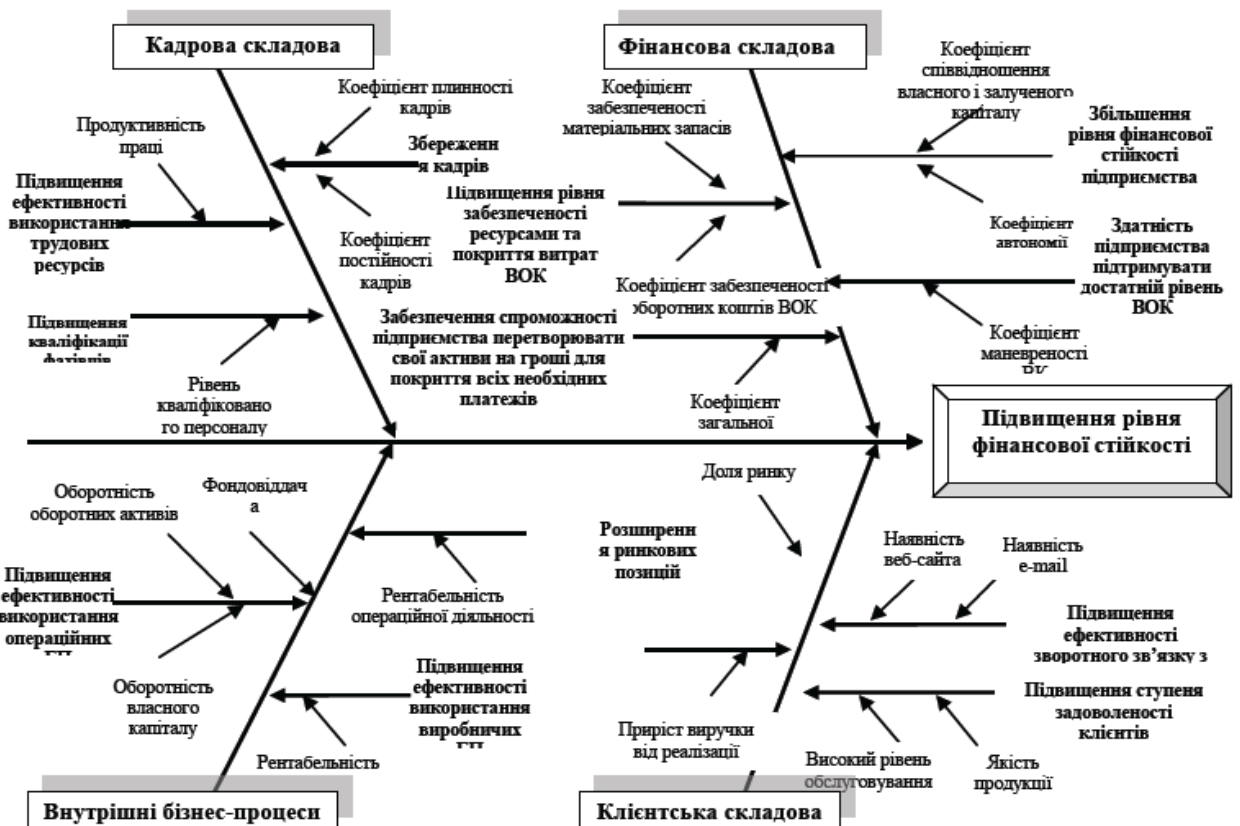 Кадрова складова
Фінансова складова
Коефіцієнт плинності
кадрів
Продуктивність
праці
Збережен
я кадрів
Підвищення
ефективності
використання
трудових
ресурсів
Коефіцієнт
постійності
кадрів
Підвищення
кваліфікації
Рівень
кваліфіковано
го персоналу
Коефіцієнт
забезпеченості
матеріальних запасів
Коефіцієнт
співвідношення
власного і залученого
капіталу
Збільшення
рівня фінансової
стійкості
підприємства
Підвищення рівня
забезпеченості
ресурсами та
покриття витрат
ВОК
Коефіцієнт
автономії
Здатність
підприємства
підтримувати
достатній рівень
ВОК
Коефіцієнт забезпеченості
оборотних коштів ВОК
Забезпечення спроможності
підприємства перетворювати
свої активи на гроші для
покриття всіх необхідних
платежів
Коефіцієнт
маневреності
Коефіцієнт
загальної
Підвищення рівня
фінансової стійкості
Оборотність
оборотних активів
Фондовіддач
а
Підвищення
ефективності
використання
операційних
Рентабельність
операційної діяльності
Оборотність
власного
капіталу
Підвищення
ефективності
використання
виробничих
Рентабельність
Доля ринку
Розширенн
я ринкових
позицій
Наявність
веб-сайта
Наявність
e-mail
Підвищення
ефективності
зворотного зв’язку з
Підвищення ступеня
задоволеності
клієнтів
Приріст виручки
від реалізації
Високий рівень
обслуговування
Якість
продукції
Внутрішні бізнес-процеси
Клієнтська складова